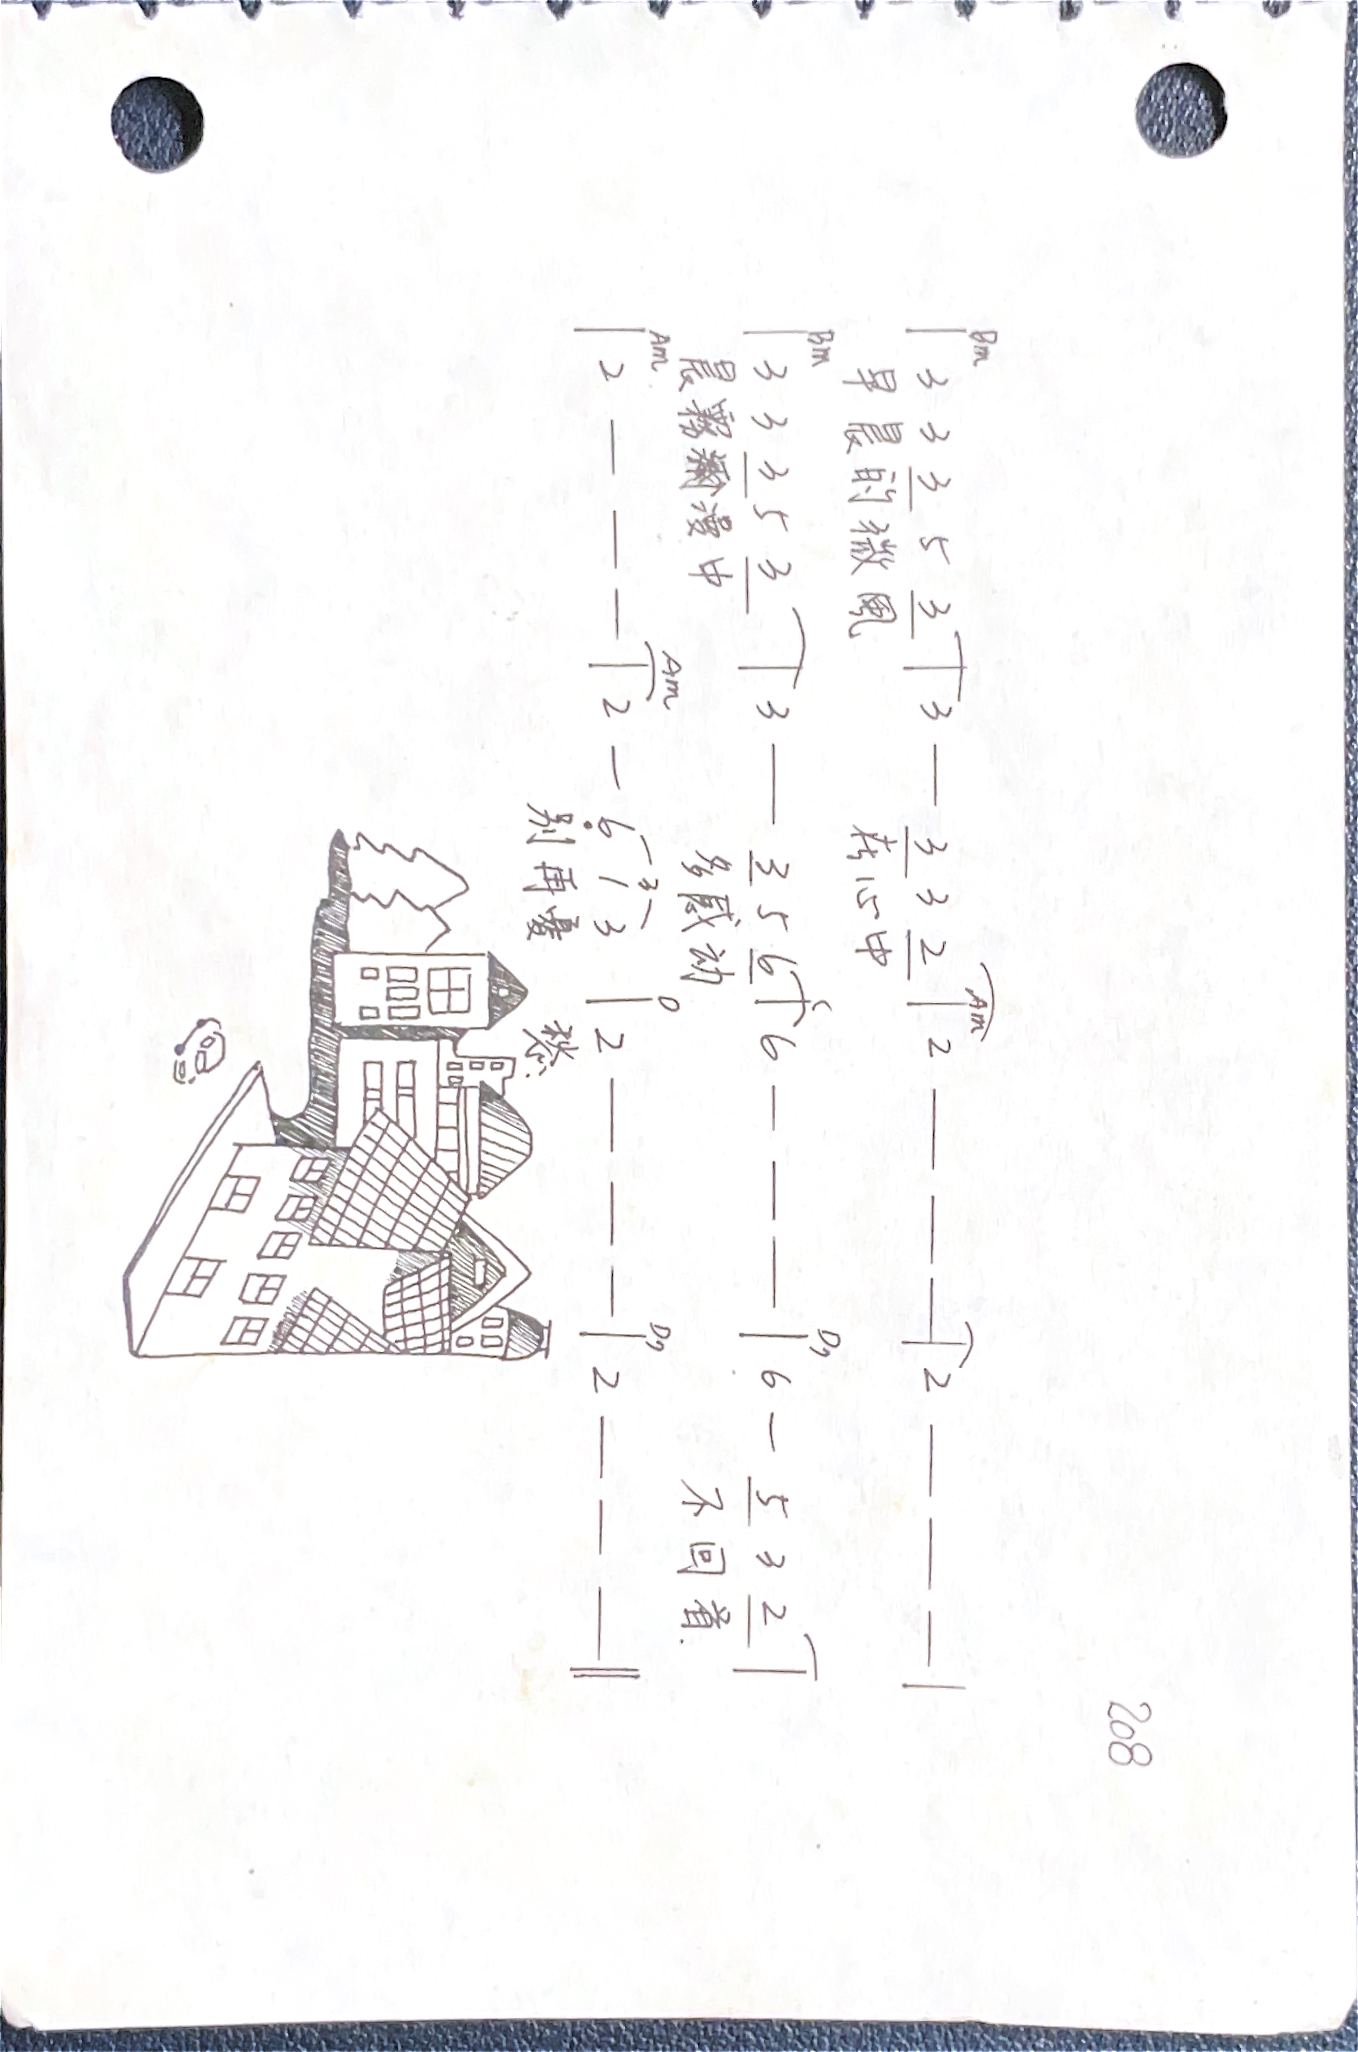 208
Bm Am
| 3 3 3 5 3 | 3 — 3 3 2 | 2 — — — | 2 — — — |
早晨的微風 在心中
Bm C D7
| 3 3 3 5 3 | 3 — 3 5 6 | 6 — — — | 6 — 5 3 2 |
晨霧瀰漫中 多感动 不回首.
Am Am 3 D D7
| 2 — — — | 2 — 6 1 3 | 2 — — — | 2 — — — ||
别再憂 愁.